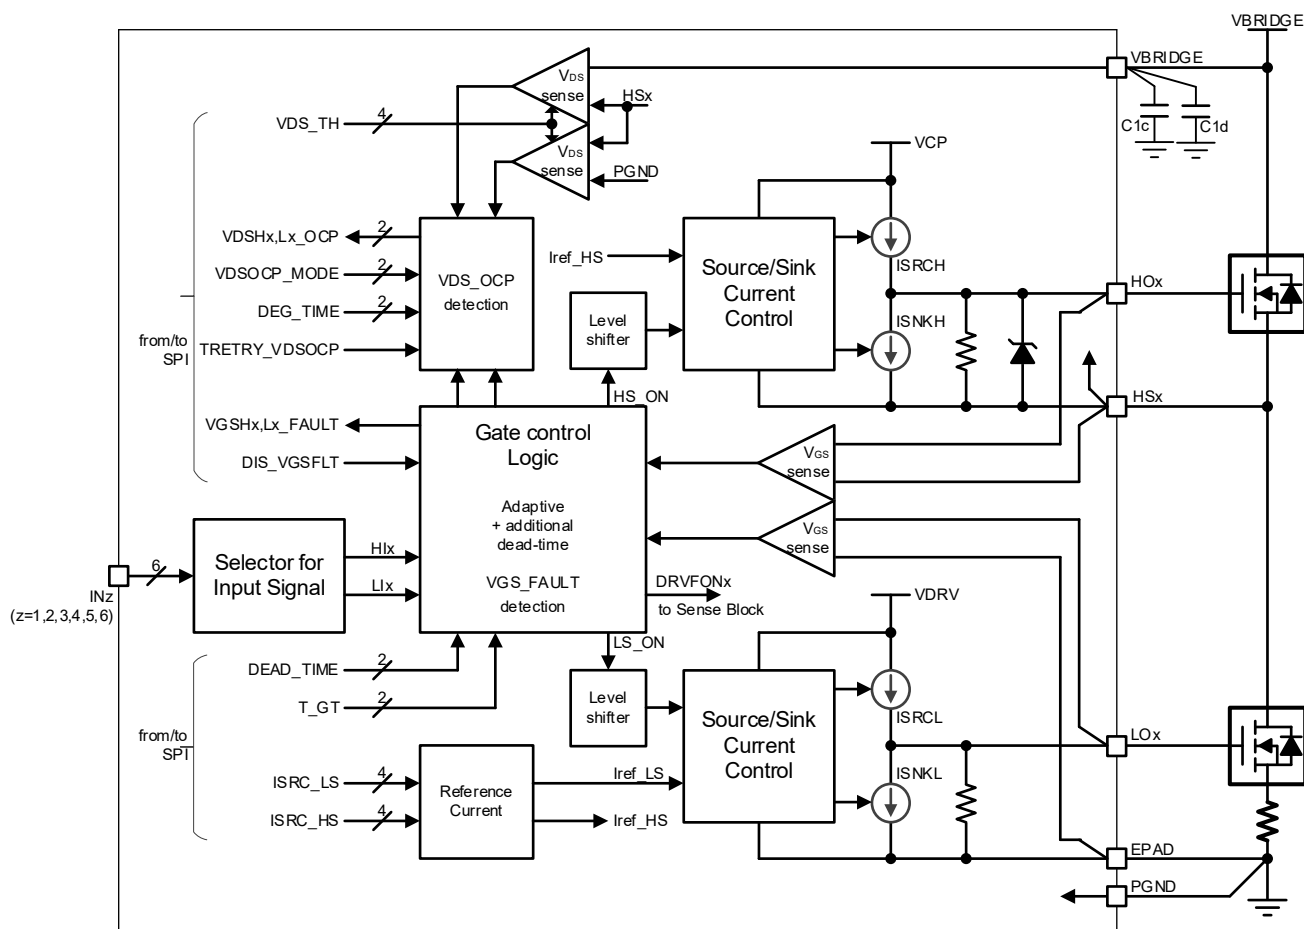 VBRIDGE
VBRIDGE
VDS
sense
HSx
VDS_TH
4
C1c
C1d
VDS
sense
PGND
VCP
VDSHx,Lx_OCP
2
VDSOCP_MODE
2
VDS_OCP
detection
DEG_TIME
2
TRETRY_VDSOCP
from/to
SPI
Iref_HS
Source/Sink
Current
Control
ISRCH
ISNKH
HOx
Level
shifter
HS_ON
HSx
VGSHx,Lx_FAULT
DIS_VGSFLT
Gate control
Logic
Adaptive
+ additional
dead-time
VGS_FAULT
detection
VGS
sense
VGS
sense
INz
(z=1,2,3,4,5,6)
6
Selector for
Input Signal
HIx
LIx
DRVFONx
to Sense Block
VDRV
LS_ON
DEAD_TIME
2
T_GT
2
from/to
SPI
Level
shifter
Source/Sink
Current
Control
ISRCL
ISNKL
LOx
ISRC_LS
4
ISRC_HS
4
Reference
Current
Iref_LS
Iref_HS
EPAD
PGND